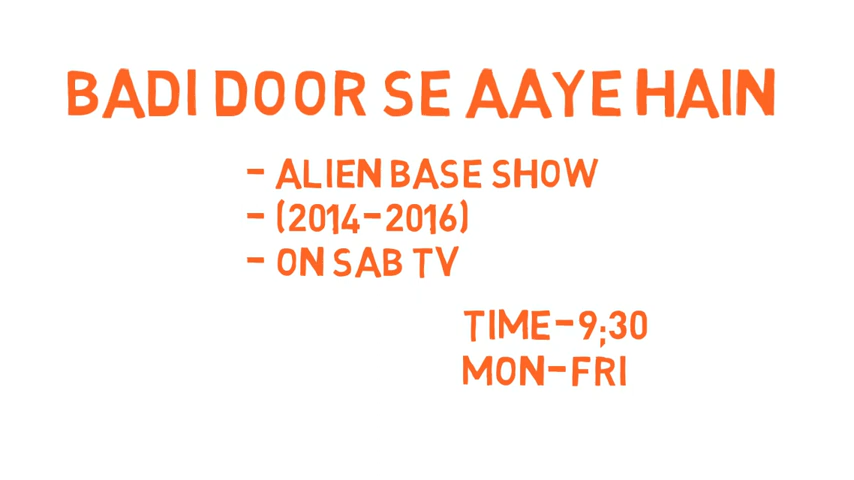 BADI DOOR SE AAYE HAIN
- ALIEN BASE SHOW
- (2014-2016)
- ON SAB TV
TIME-9;30
MON-FRI